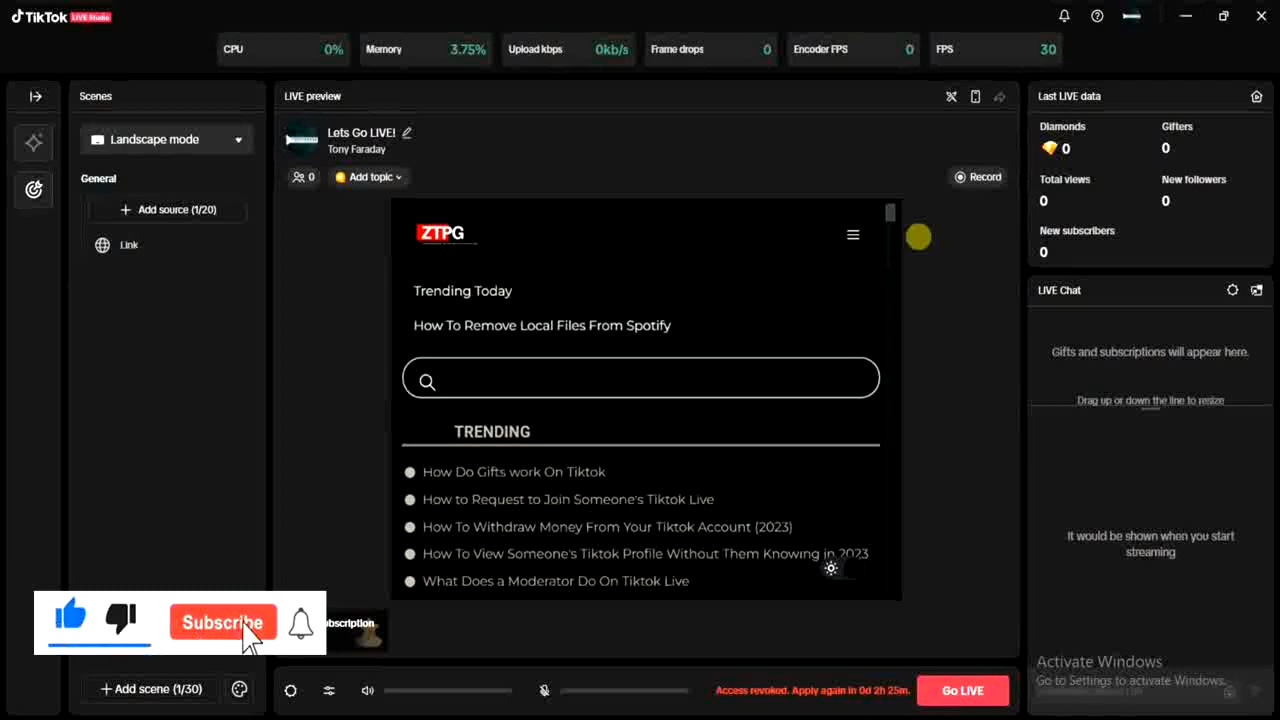 TikTok LIVE Studio
CPU 0%
Memory 3.75%
Upload kbps 0kb/s
Frame drops 0
Encoder FPS 0
FPS 30
Scenes
Landscape mode
General
Add source (1/20)
Link
LIVE preview
Lets Go LIVE!
Tony Faraday
0
Add topic
Record
ZTPG
Trending Today
How To Remove Local Files From Spotify
TRENDING
How Do Gifts work On Tiktok
How to Request to Join Someone's Tiktok Live
How To Withdraw Money From Your Tiktok Account (2023)
How To View Someone's Tiktok Profile Without Them Knowing in 2023
What Does a Moderator Do On Tiktok Live
Last LIVE data
Diamonds
Gifters
0
0
Total views
New followers
0
0
New subscribers
0
LIVE Chat
Gifts and subscriptions will appear here.
Drag up or down the line to resize
It would be shown when you start
streaming
Subscribe
bscription
Add scene (1/30)
Access revoked. Apply again in 0d 2h 25m.
Go LIVE
Activate Windows
Go to Settings to activate Windows.